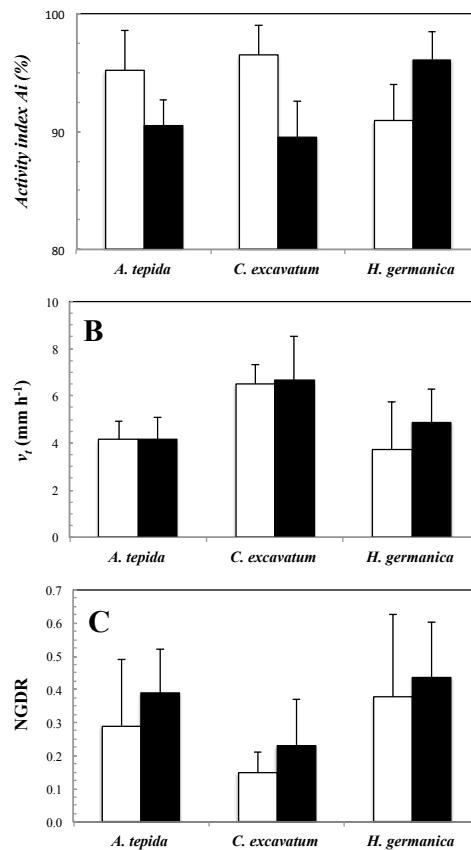 100
Activity index Ai (%)
90
80
A. tepida C. excavatum H. germanica
10
B
8
6
v_t (mm h-1)
4
2
0
A. tepida C. excavatum H. germanica
0.7
C
0.6
0.5
0.4
NGDR
0.3
0.2
0.1
0.0
A. tepida C. excavatum H. germanica